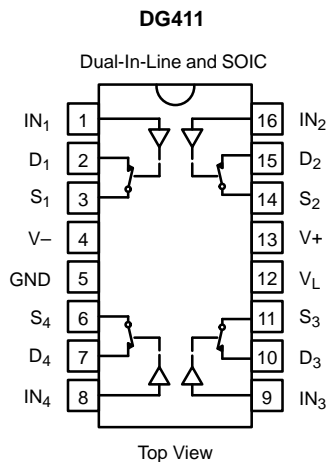 DG411
Dual-In-Line and SOIC
IN1 1 16 IN2
D1 2 15 D2
S1 3 14 S2
V– 4 13 V+
GND 5 12 VL
S4 6 11 S3
D4 7 10 D3
IN4 8 9 IN3
Top View